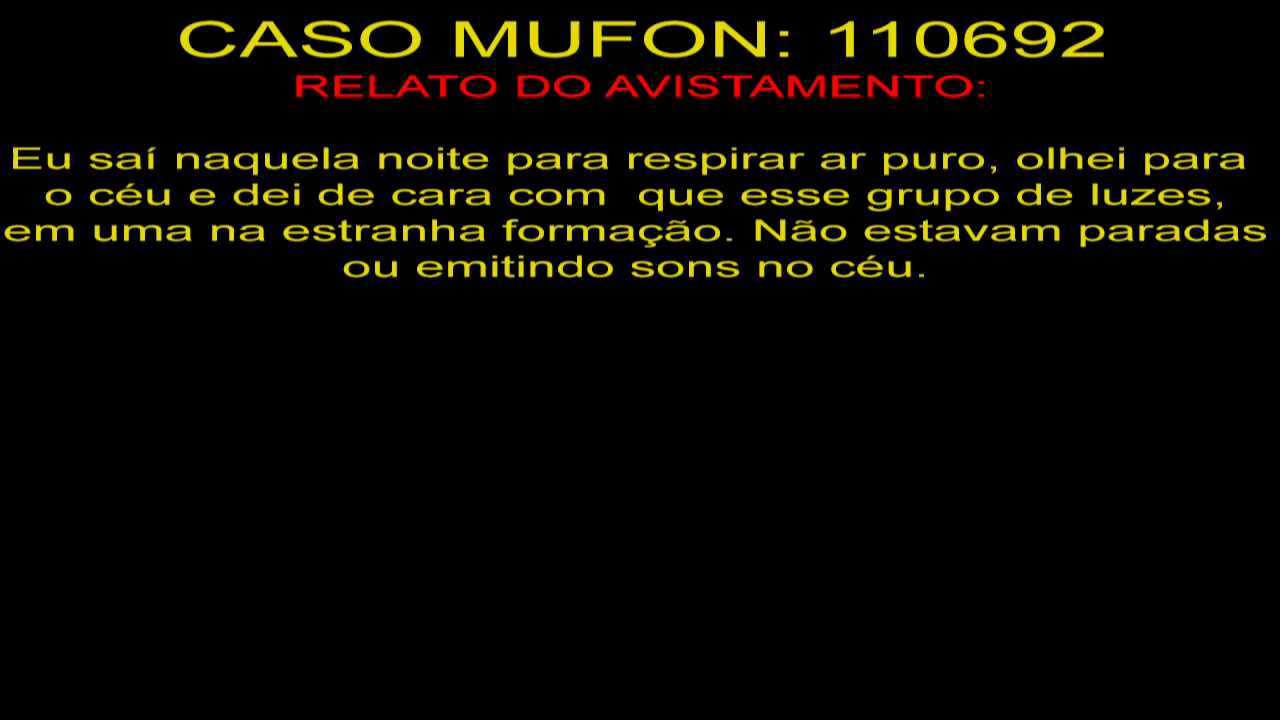 CASO MUFON: 110692
RELATO DO AVISTAMENTO:
Eu saí naquela noite para respirar ar puro, olhei para
o céu e dei de cara com  que esse grupo de luzes,
em uma na estranha formação. Não estavam paradas
ou emitindo sons no céu.